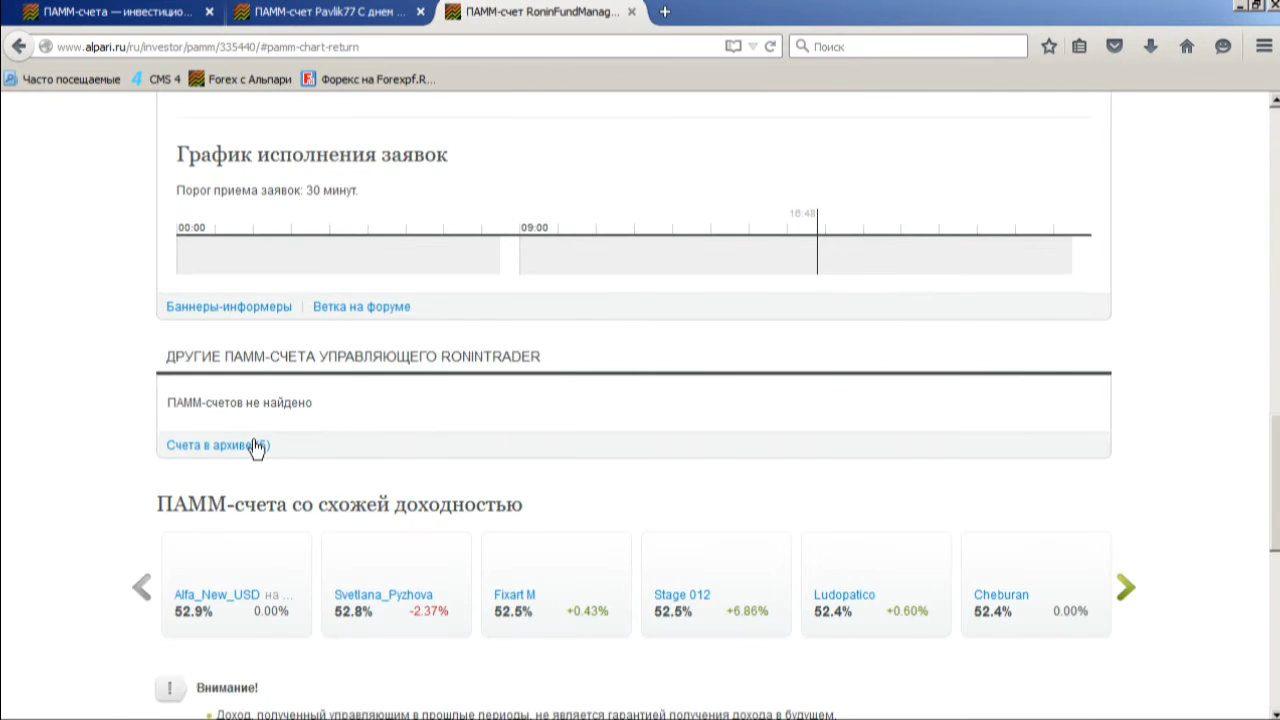 ПАММ-счета — инвестицио...
ПАММ-счет Pavlik77 С днем ...
ПАММ-счет RoninFundManag...
www.alpari.ru/ru/investor/pamm/335440/#pamm-chart-return
Поиск
Часто посещаемые
CMS 4
Forex с Альпари
Форекс на Forexpf.R...
График исполнения заявок
Порог приема заявок: 30 минут.
16:48
00:00
09:00
Баннеры-информеры
Ветка на форуме
ДРУГИЕ ПАММ-СЧЕТА УПРАВЛЯЮЩЕГО RONINTRADER
ПАММ-счетов не найдено
Счета в архиве
ПАММ-счета со схожей доходностью
Alfa_New_USD на ...
52.9% 0.00%
Svetlana_Pyzhova
52.8% -2.37%
Fixart M
52.5% +0.43%
Stage 012
52.5% +6.86%
Ludopatico
52.4% +0.60%
Cheburan
52.4% 0.00%
Внимание!
Доход, полученный управляющим в прошлые периоды, не является гарантией получения дохода в будущем.